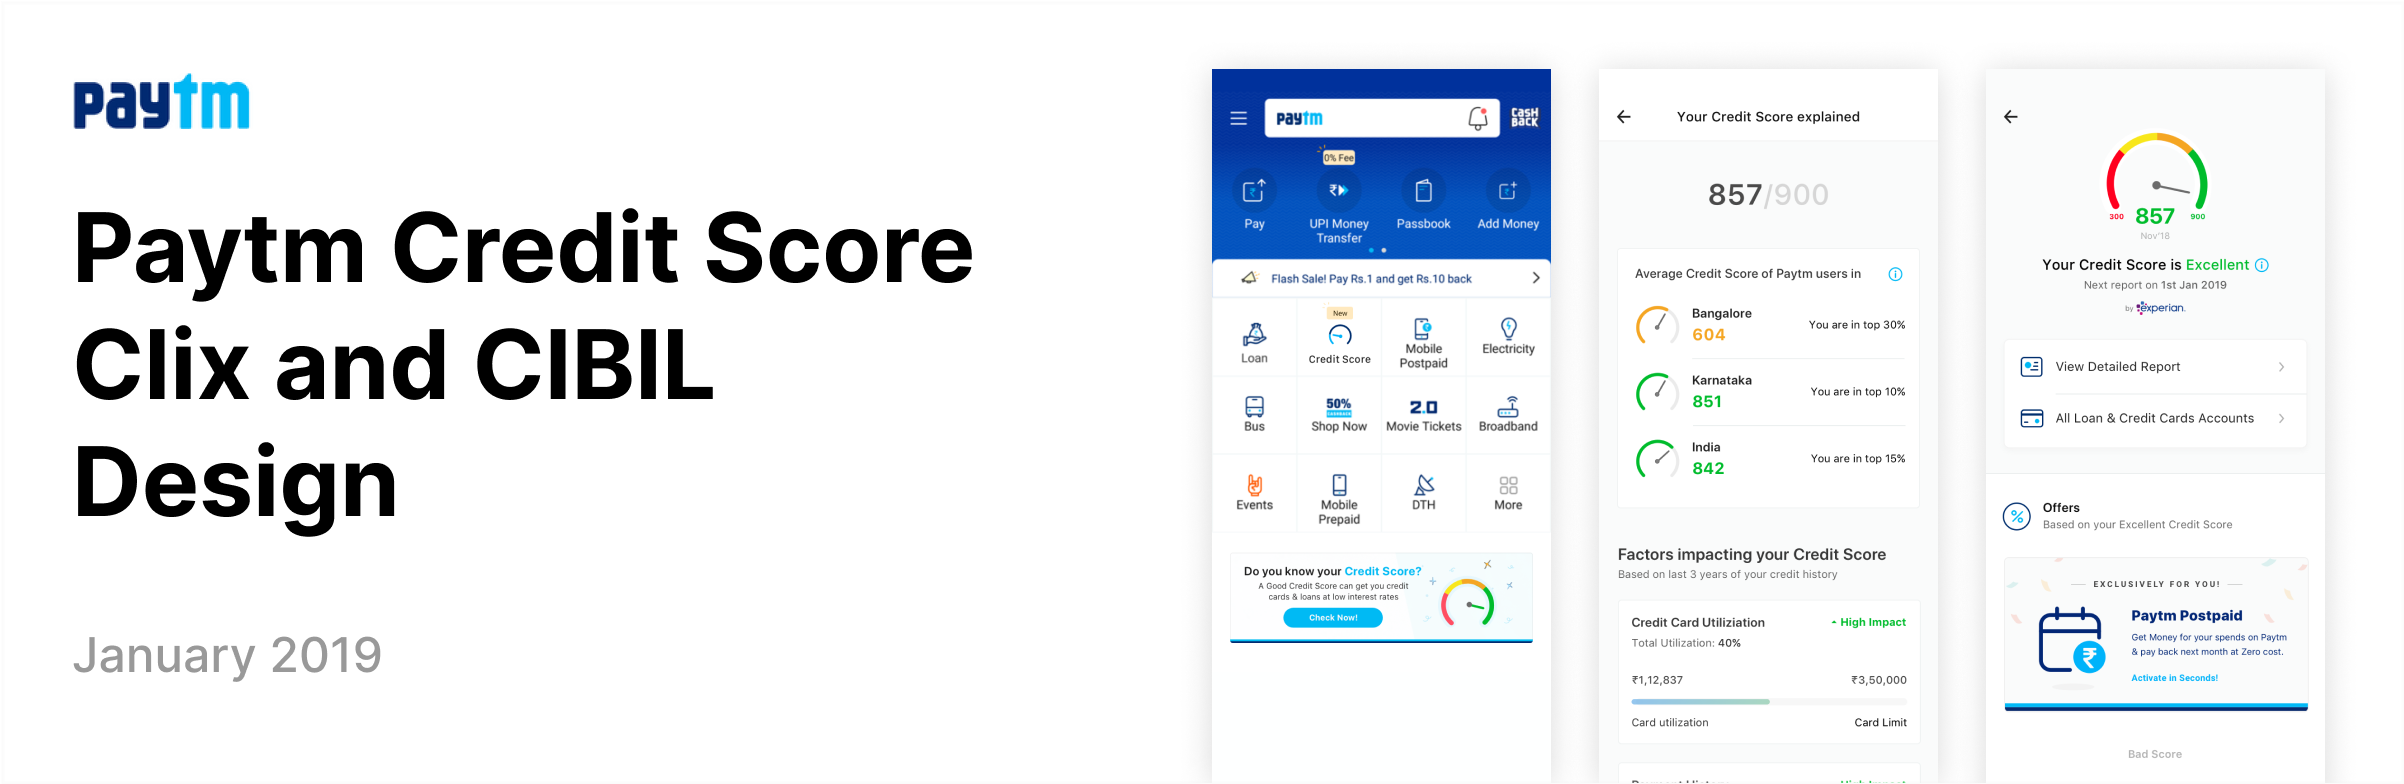 paytm
Paytm Credit Score
Clix and CIBIL
Design
January 2019
paytm
CASH
BACK
0% Fee
Pay
UPI Money
Transfer
Passbook
Add Money
Flash Sale! Pay Rs.1 and get Rs.10 back
New
Loan
Credit Score
Mobile
Postpaid
Electricity
Bus
50%
CASHBACK
Shop Now
2.0
Movie Tickets
Broadband
Events
Mobile
Prepaid
DTH
More
Do you know your Credit Score?
A Good Credit Score can get you credit
cards & loans at low interest rates
Check Now!
Your Credit Score explained
857/900
Average Credit Score of Paytm users in
Bangalore
604
You are in top 30%
Karnataka
851
You are in top 10%
India
842
You are in top 15%
Factors impacting your Credit Score
Based on last 3 years of your credit history
Credit Card Utiliziation
High Impact
Total Utilization: 40%
₹1,12,837
₹3,50,000
Card utilization
Card Limit
300
857
900
Nov'18
Your Credit Score is Excellent
Next report on 1st Jan 2019
by experian.
View Detailed Report
All Loan & Credit Cards Accounts
Offers
Based on your Excellent Credit Score
EXCLUSIVELY FOR YOU!
Paytm Postpaid
Get Money for your spends on Paytm
& pay back next month at Zero cost.
Activate in Seconds!
Bad Score